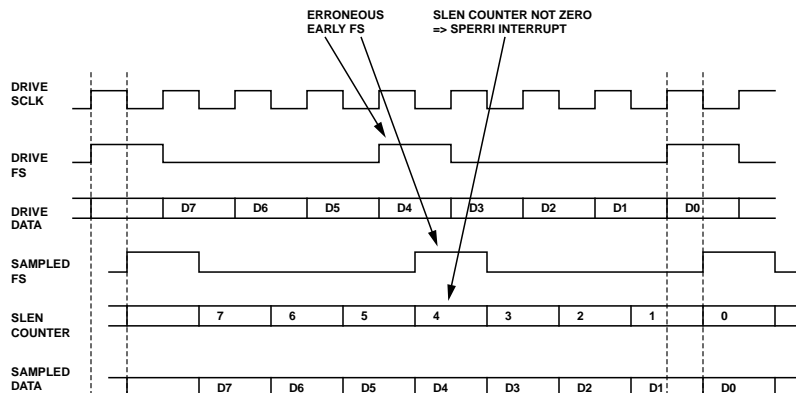 ERRONEOUS
EARLY FS
SLEN COUNTER NOT ZERO
=> SPERRI INTERRUPT
DRIVE
SCLK
DRIVE
FS
DRIVE
DATA
D7 D6 D5 D4 D3 D2 D1 D0
SAMPLED
FS
SLEN
COUNTER
7 6 5 4 3 2 1 0
SAMPLED
DATA
D7 D6 D5 D4 D3 D2 D1 D0